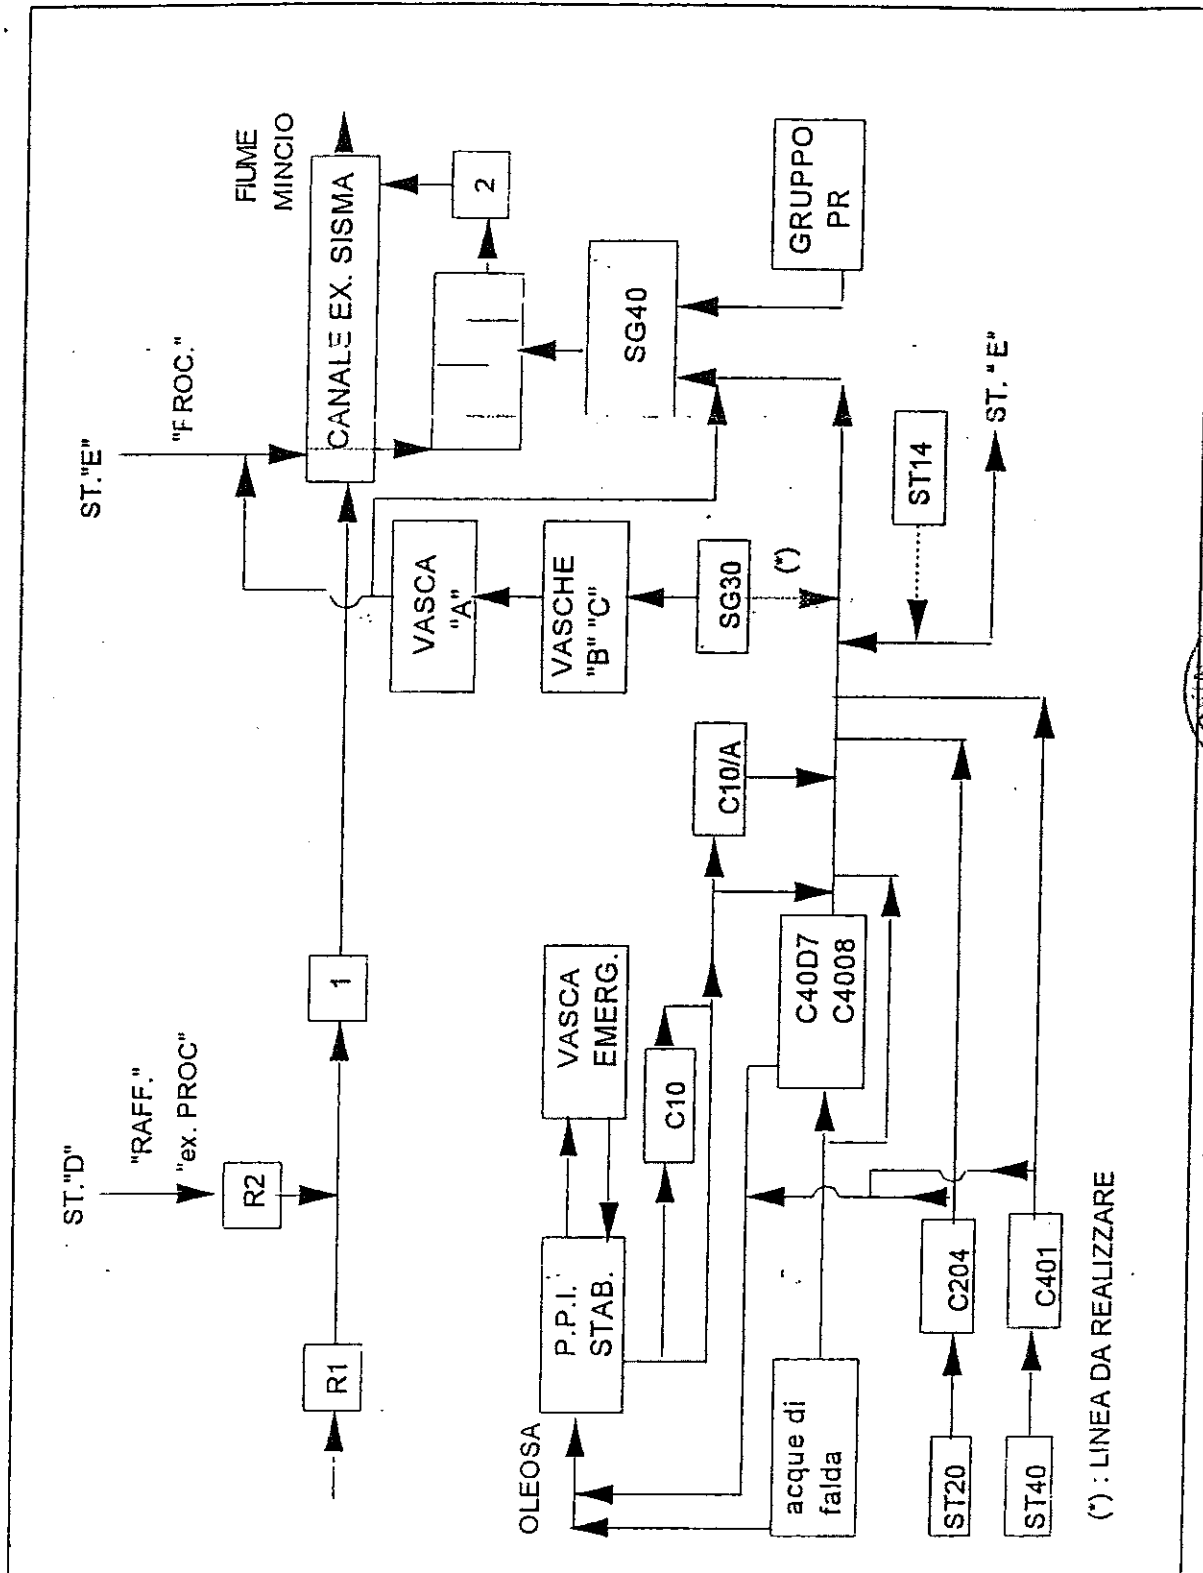 FIUME
MINCIO
ST."E"
"PROC."
CANALE EX. SISMA
2
ST."D"
"RAFF."
"ex. PROC"
R2
R1
1
VASCA
"A"
VASCHE
"B" "C"
SG30
(*)
SG40
GRUPPO
PR
OLEOSA
P.P.I.
STAB.
VASCA
EMERG.
C10
C10/A
C40D7
C4008
acque di
falda
ST14
ST. "E"
ST20
C204
ST40
C401
(*) : LINEA DA REALIZZARE